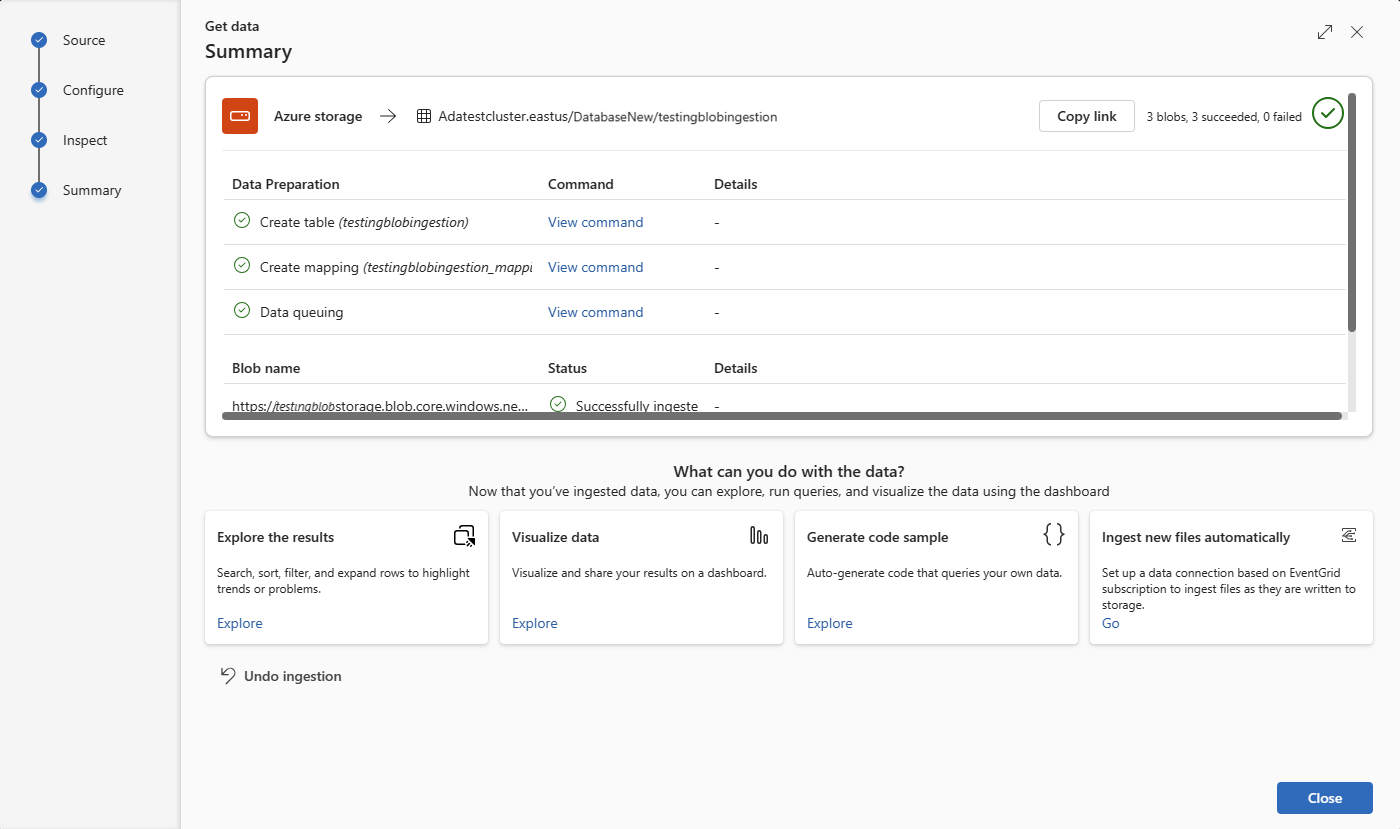 Source
Configure
Inspect
Summary
Get data
Summary
Azure storage
Adatestcluster.eastus/DatabaseNew/testingblobingestion
Copy link
3 blobs, 3 succeeded, 0 failed
Data Preparation Command Details
Create table (testingblobingestion) View command -
Create mapping (testingblobingestion_mappi View command -
Data queuing View command -
Blob name Status Details
https://testingblobstorage.blob.core.windows.ne... Successfully ingeste -
What can you do with the data?
Now that you've ingested data, you can explore, run queries, and visualize the data using the dashboard
Explore the results
Search, sort, filter, and expand rows to highlight
trends or problems.
Explore
Visualize data
Visualize and share your results on a dashboard.
Explore
Generate code sample
Auto-generate code that queries your own data.
Explore
Ingest new files automatically
Set up a data connection based on EventGrid
subscription to ingest files as they are written to
storage.
Go
Undo ingestion
Close